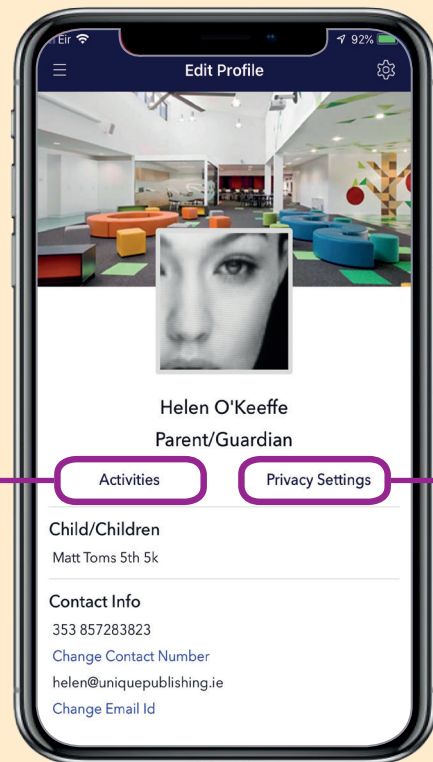 Eir 92%
Edit Profile
Helen O'Keeffe
Parent/Guardian
Activities Privacy Settings
Child/Children
Matt Toms 5th 5k
Contact Info
353 857283823
Change Contact Number
helen@uniquepublishing.ie
Change Email Id